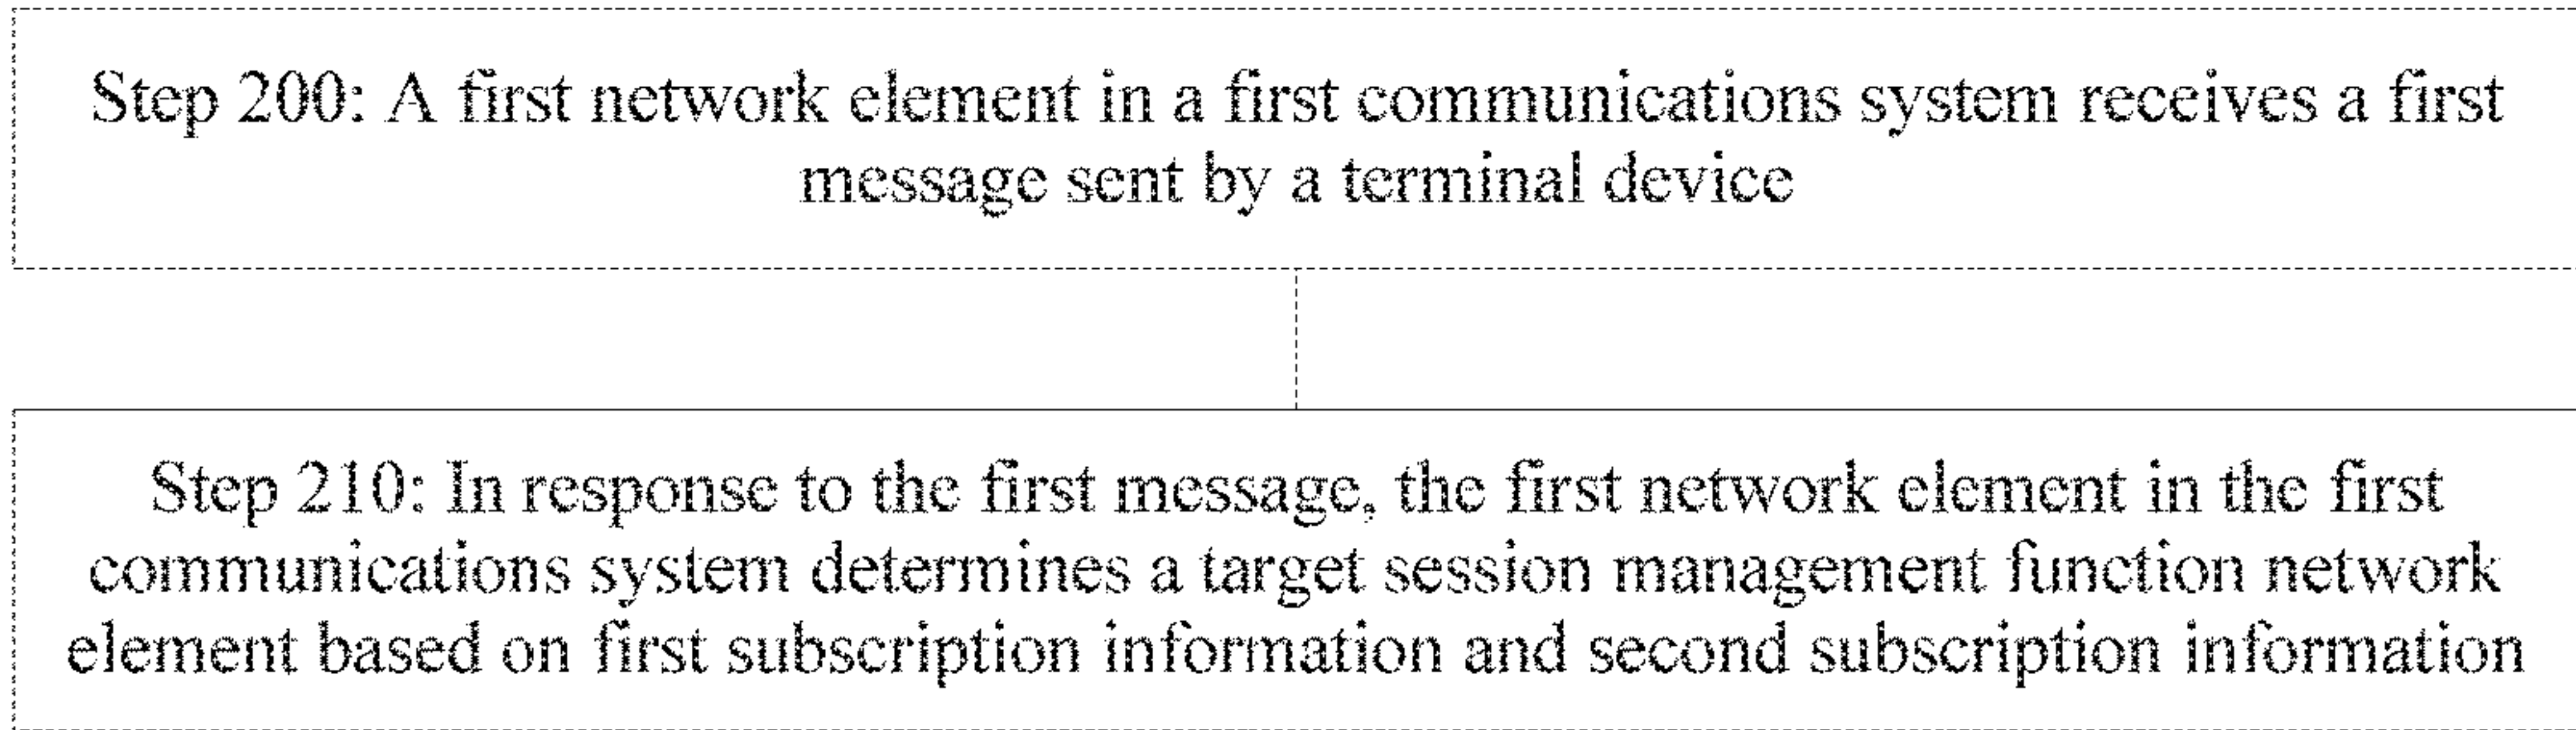 Step 200: A first network element in a first communications system receives a first
message sent by a terminal device
Step 210: In response to the first message, the first network element in the first
communications system determines a target session management function network
element based on first subscription information and second subscription information